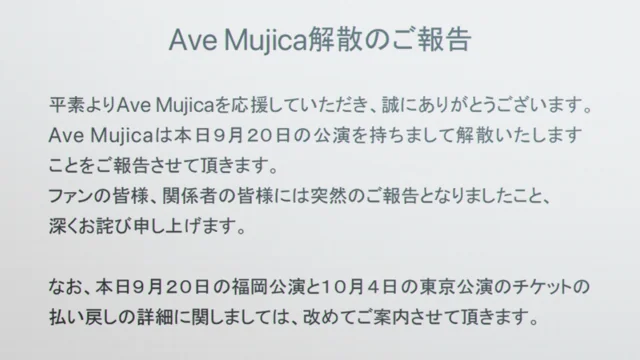 Ave Mujica解散のご報告
平素よりAve Mujicaを応援していただき、誠にありがとうございます。
Ave Mujicaは本日9月20日の公演を持ちまして解散いたします
ことをご報告させて頂きます。
ファンの皆様、関係者の皆様には突然のご報告となりましたこと、
深くお詫び申し上げます。
なお、本日9月20日の福岡公演と10月4日の東京公演のチケットの
払い戻しの詳細に関しましては、改めてご案内させて頂きます。